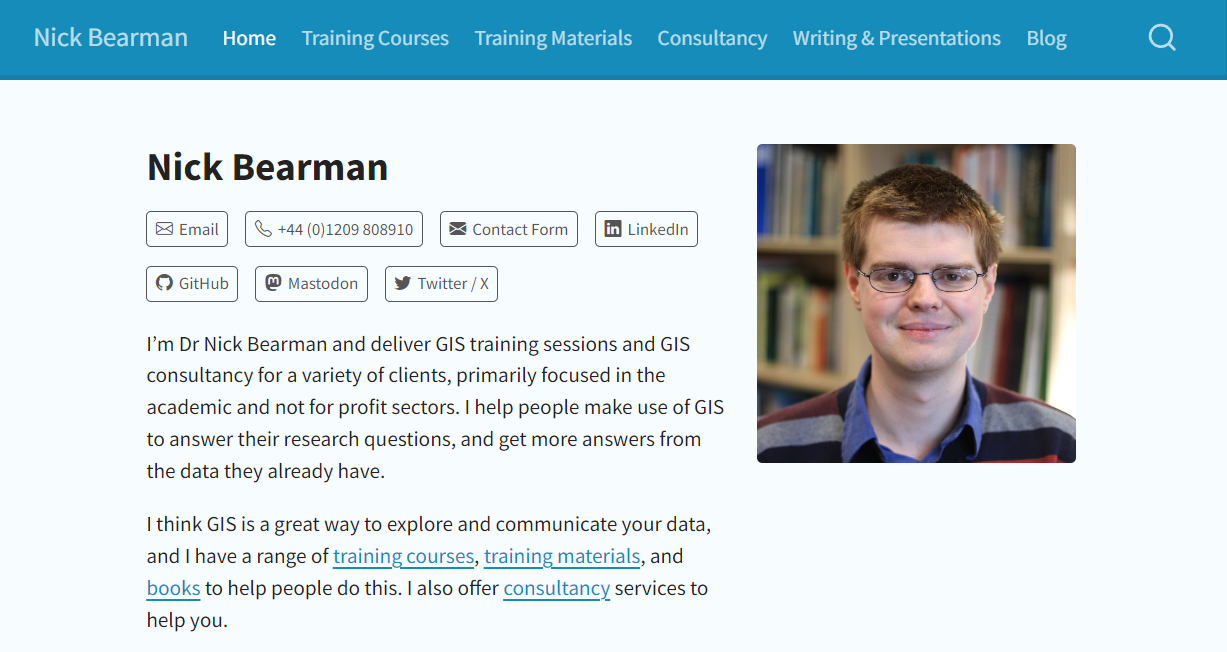 Nick Bearman Home Training Courses Training Materials Consultancy Writing & Presentations Blog
Nick Bearman
Email +44 (0)1209 808910 Contact Form LinkedIn
GitHub Mastodon Twitter / X
I’m Dr Nick Bearman and deliver GIS training sessions and GIS
consultancy for a variety of clients, primarily focused in the
academic and not for profit sectors. I help people make use of GIS
to answer their research questions, and get more answers from
the data they already have.
I think GIS is a great way to explore and communicate your data,
and I have a range of training courses, training materials, and
books to help people do this. I also offer consultancy services to
help you.